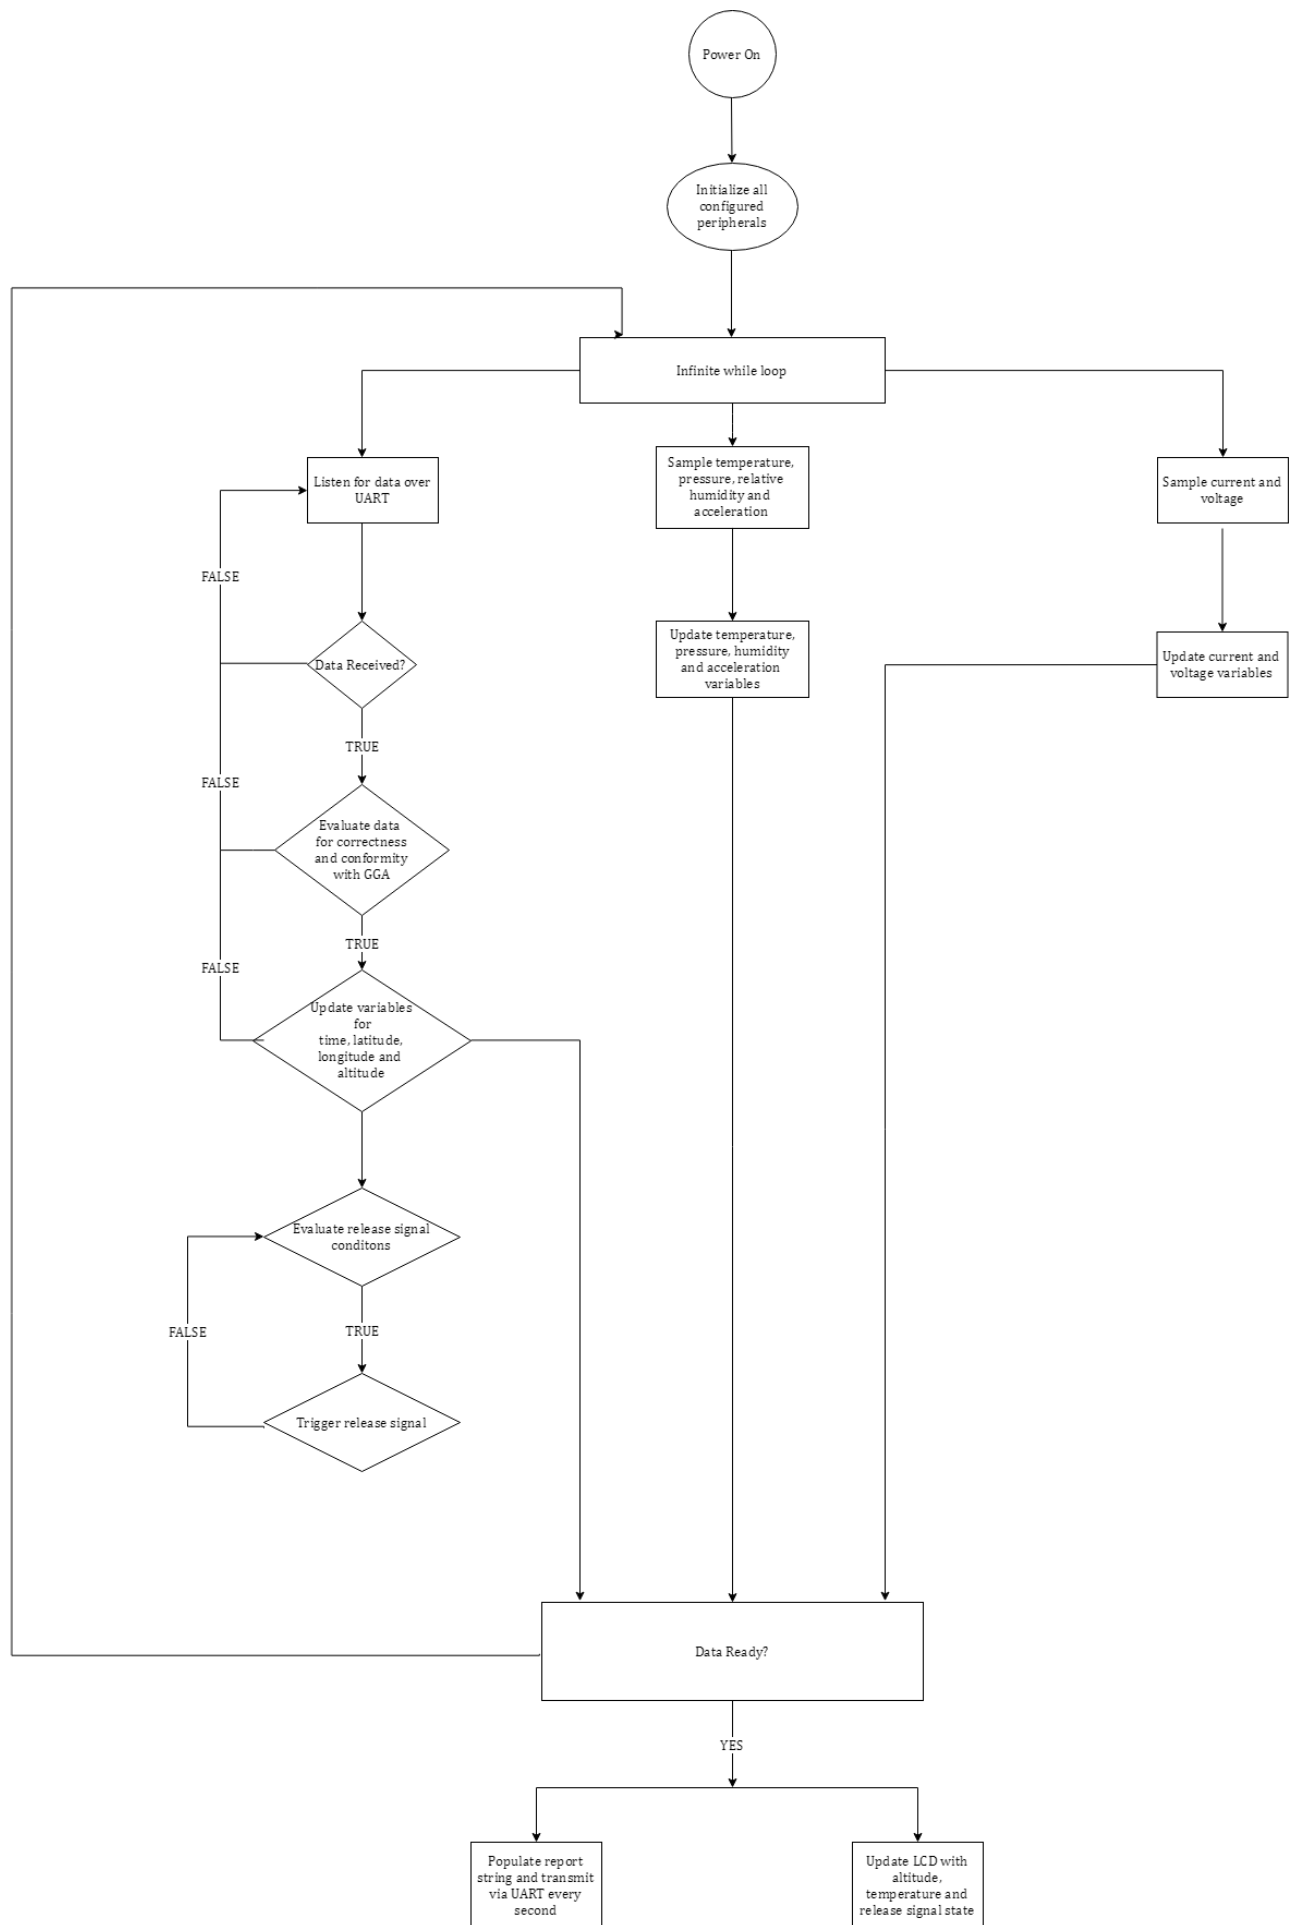 Power On
Initialize all
configured
peripherals
Infinite while loop
Listen for data over
UART
Sample temperature,
pressure, relative
humidity and
acceleration
Sample current and
voltage
FALSE
Data Received?
Update temperature,
pressure, humidity
and acceleration
variables
Update current and
voltage variables
TRUE
FALSE
Evaluate data
for correctness
and conformity
with GGA
TRUE
FALSE
Update variables
for
time, latitude,
longitude and
altitude
Evaluate release signal
conditons
FALSE
TRUE
Trigger release signal
Data Ready?
YES
Populate report
string and transmit
via UART every
second
Update LCD with
altitude,
temperature and
release signal state